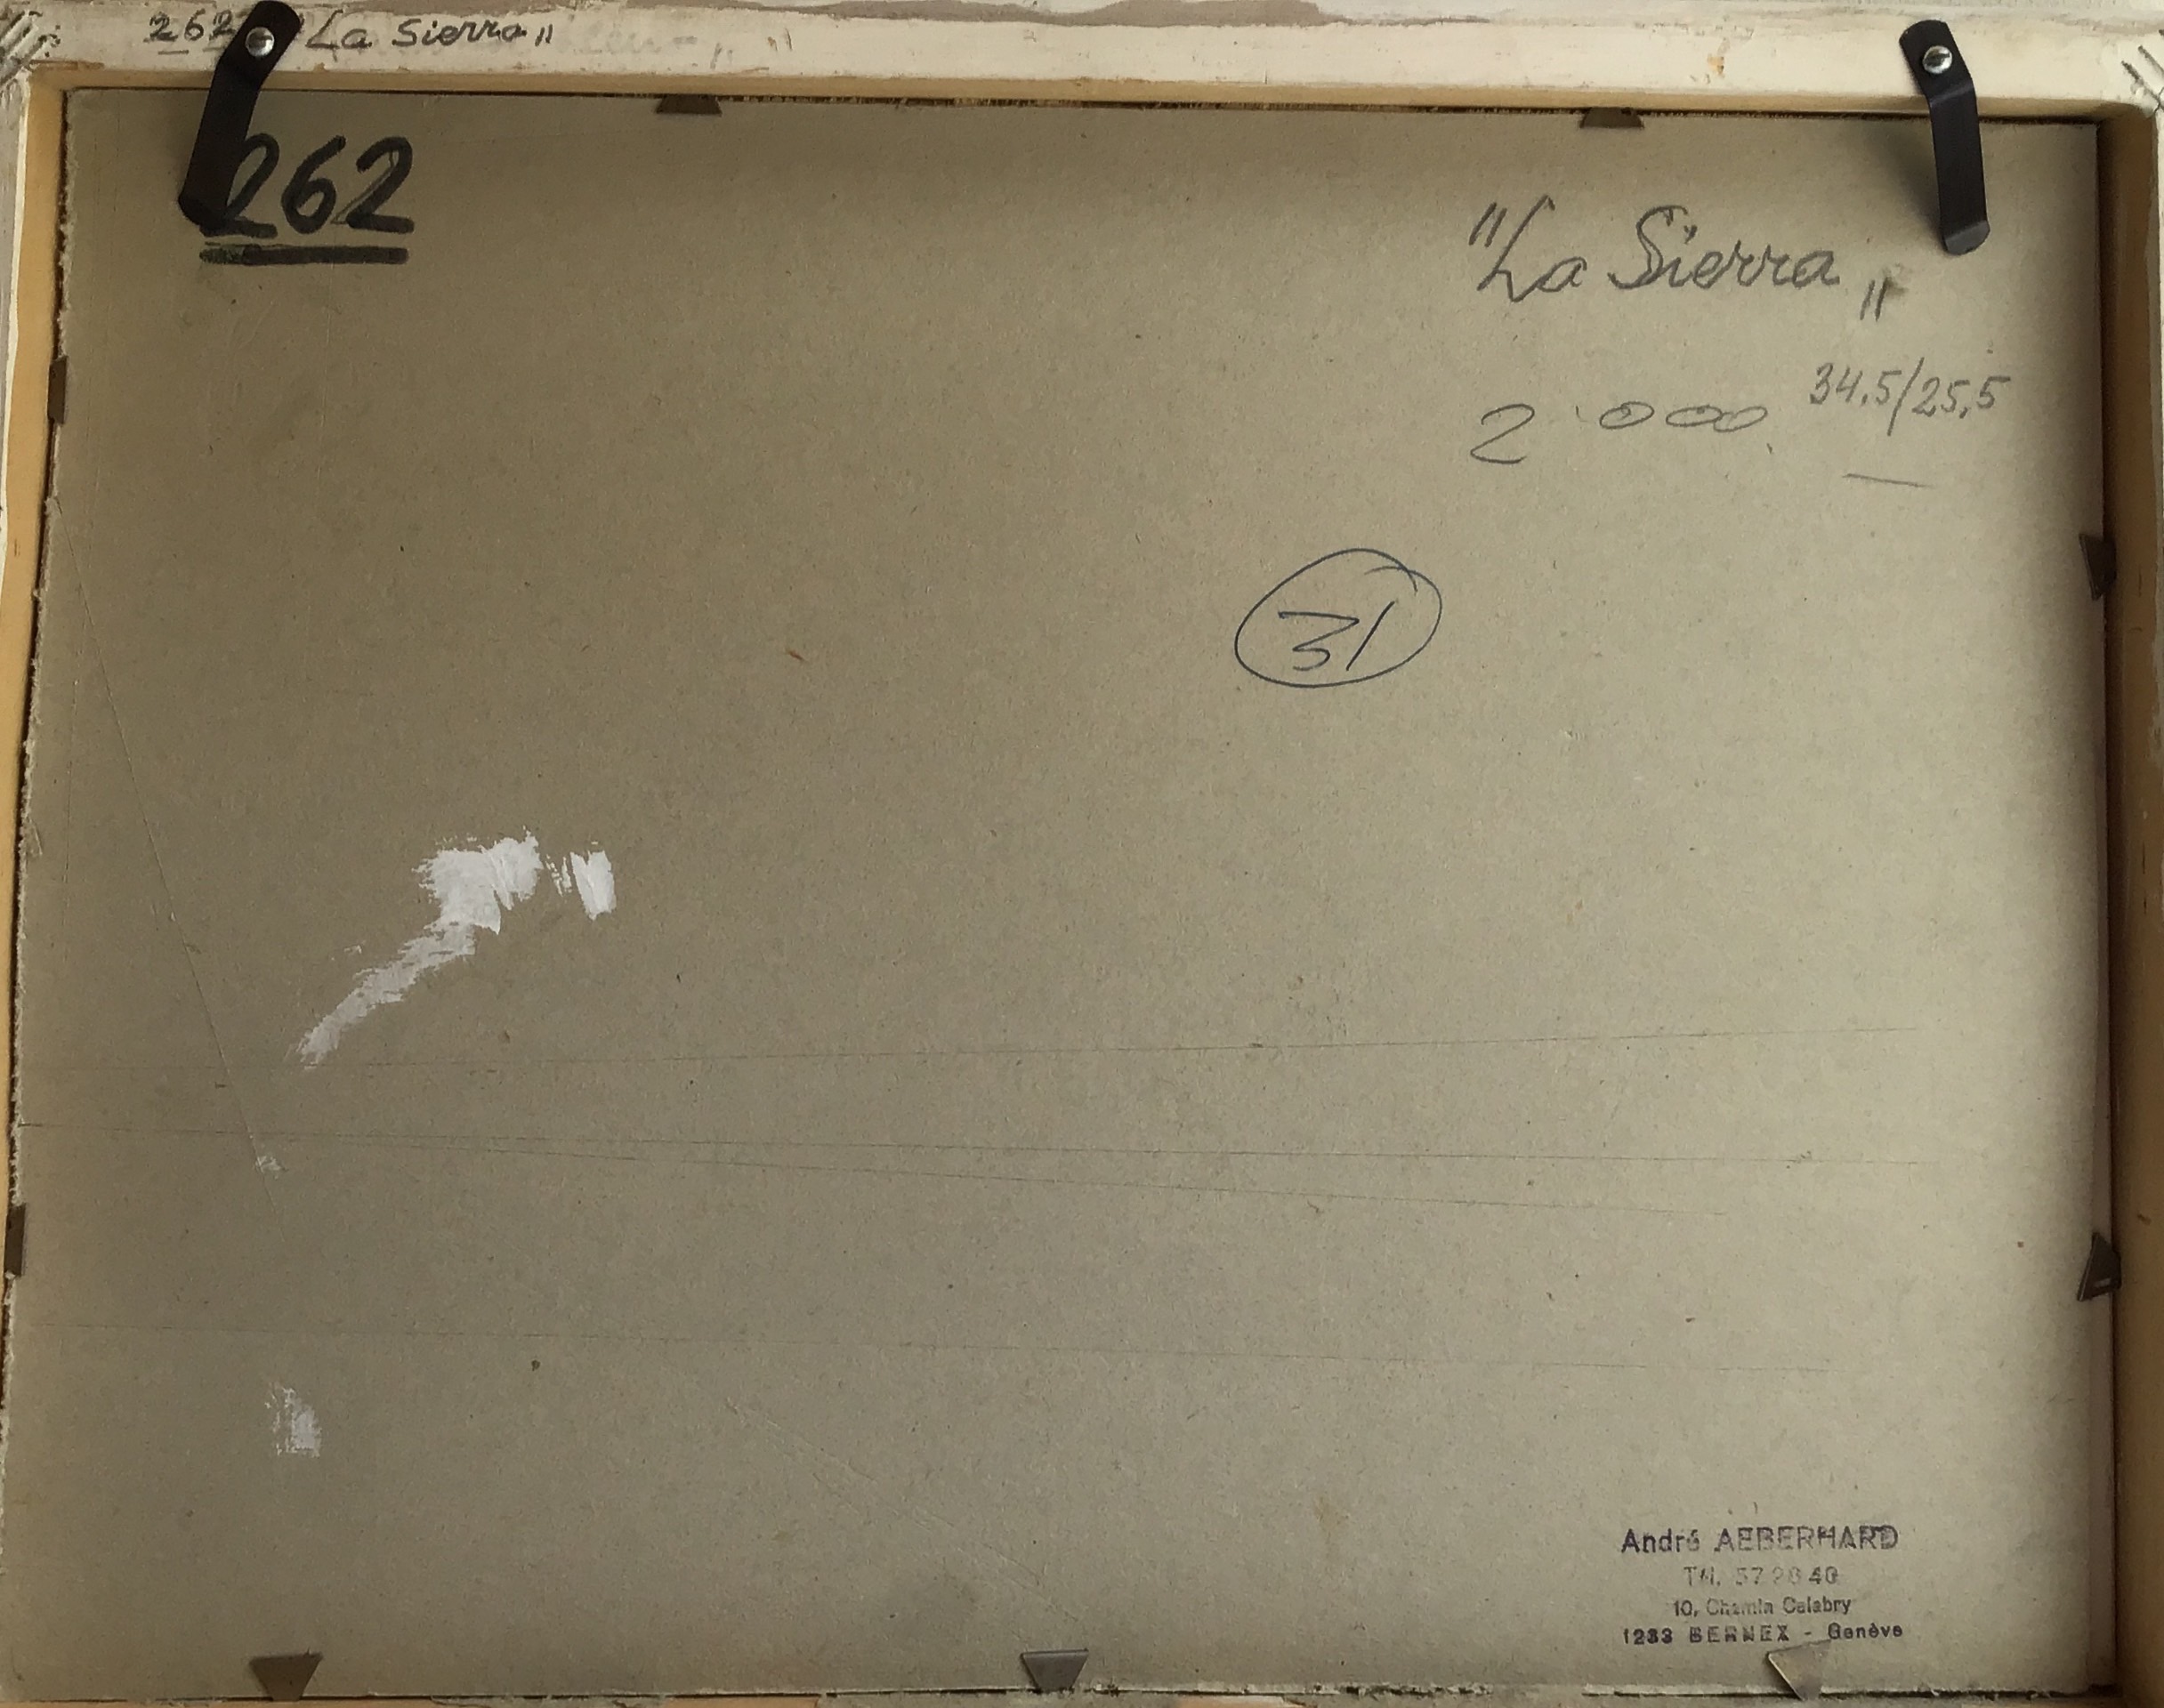 262 "La Sierra"
262
"La Sierra"
34.5/25.5
2'000.
31
André AEBERHARD
Tél. 57 28 40
10, Chemin Calabry
1233 BERNEX - Genève